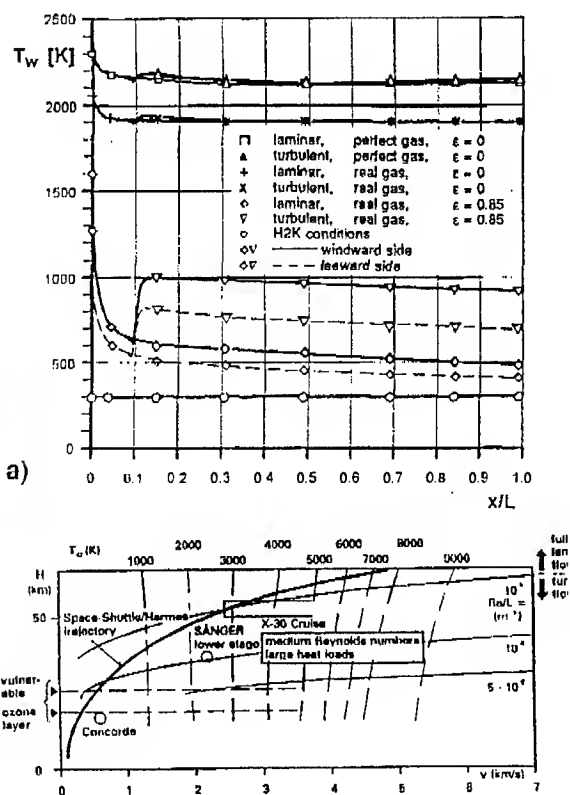 T_W [K]
2500
2000
1500
1000
500
0
□ laminar, perfect gas, ε = 0
▲ turbulent, perfect gas, ε = 0
+ laminar, real gas, ε = 0
x turbulent, real gas, ε = 0
◇ laminar, real gas, ε = 0.85
▽ turbulent, real gas, ε = 0.85
○ H2K conditions
◇▽ —— windward side
◇▽ – – – leeward side
a)
0 0.1 0.2 0.3 0.4 0.5 0.6 0.7 0.8 0.9 1.0
x/L
H
(km)
(K)
1000 2000 3000 4000 5000 6000 7000 8000
50
0
Space-Shuttle/Hermes
trajectory
SÄNGER
lower stage
X-30 Cruise
medium Reynolds numbers
large heat loads
Re/L =
vulner-
able
ozone
layer
Concorde
0 1 2 3 4 5 6 7
v (km/s)